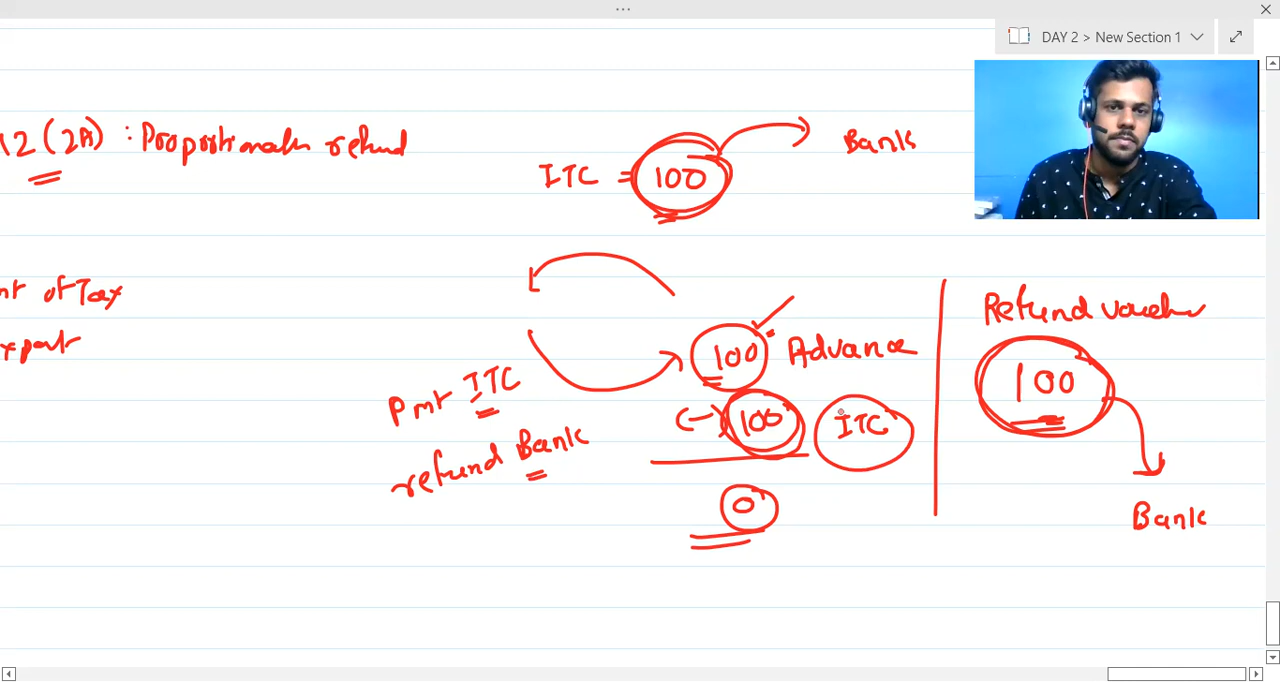 ...
DAY 2 > New Section 1
12 (2A) : Proportionate refund
ITC = 100
Bank
nt of Tax
xport
Refund voucher
100 Advance
100
Pmt ITC
(-) 100 ITC
refund Bank
0
Bank